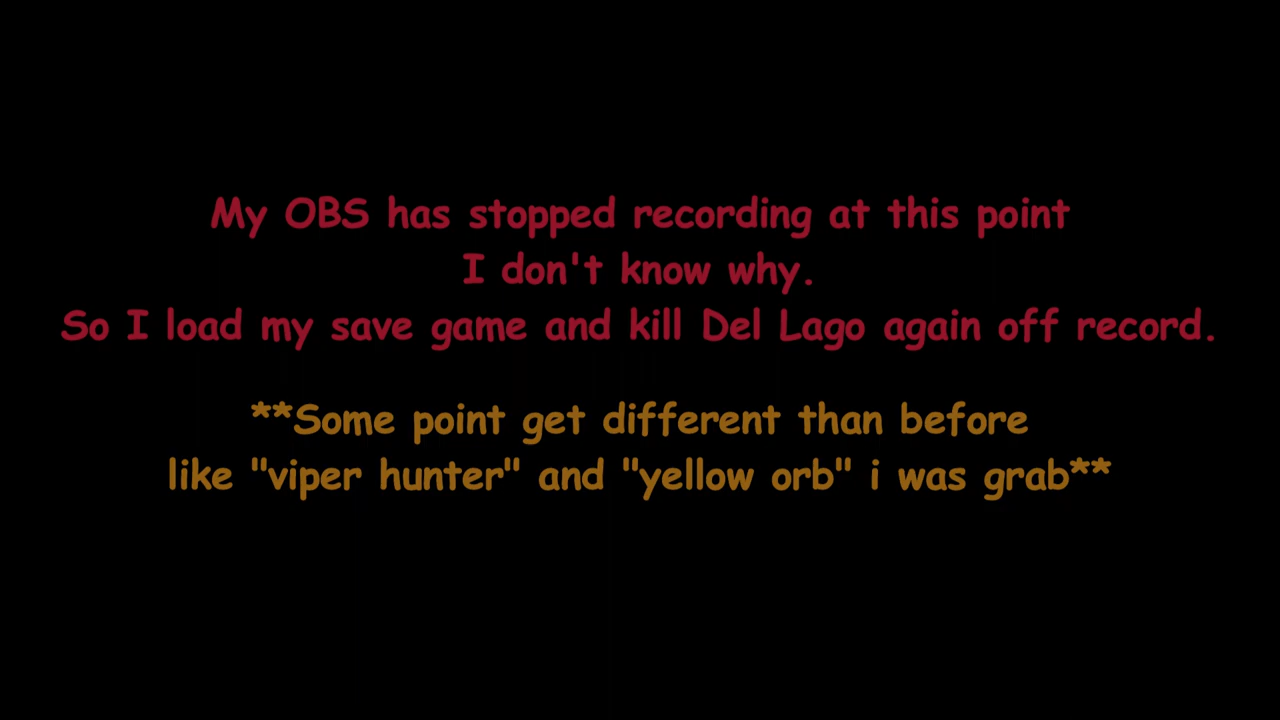 My OBS has stopped recording at this point
I don't know why.
So I load my save game and kill Del Lago again off record.
**Some point get different than before
like "viper hunter" and "yellow orb" i was grab**